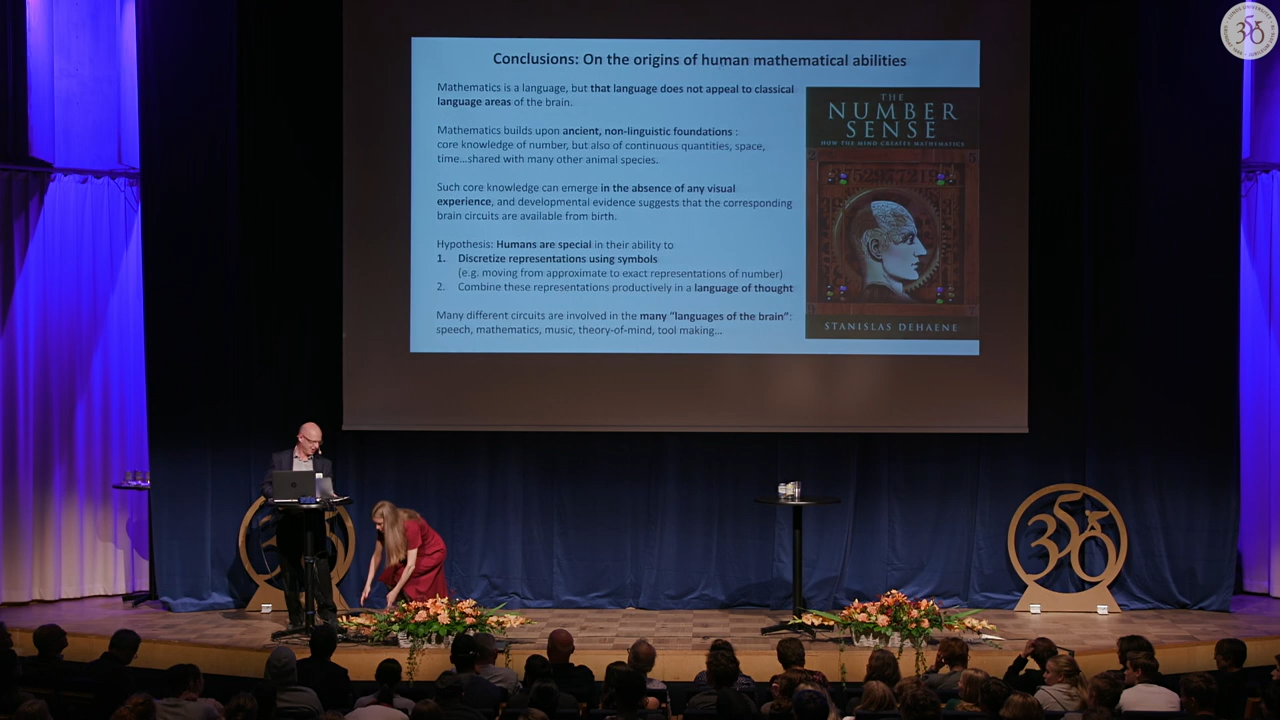 Conclusions: On the origins of human mathematical abilities
Mathematics is a language, but that language does not appeal to classical
language areas of the brain.
Mathematics builds upon ancient, non-linguistic foundations :
core knowledge of number, but also of continuous quantities, space,
time...shared with many other animal species.
Such core knowledge can emerge in the absence of any visual
experience, and developmental evidence suggests that the corresponding
brain circuits are available from birth.
Hypothesis: Humans are special in their ability to
1. Discretize representations using symbols
(e.g. moving from approximate to exact representations of number)
2. Combine these representations productively in a language of thought
Many different circuits are involved in the many "languages of the brain":
speech, mathematics, music, theory-of-mind, tool making...
THE
NUMBER
SENSE
HOW THE MIND CREATES MATHEMATICS
STANISLAS DEHAENE
350
350